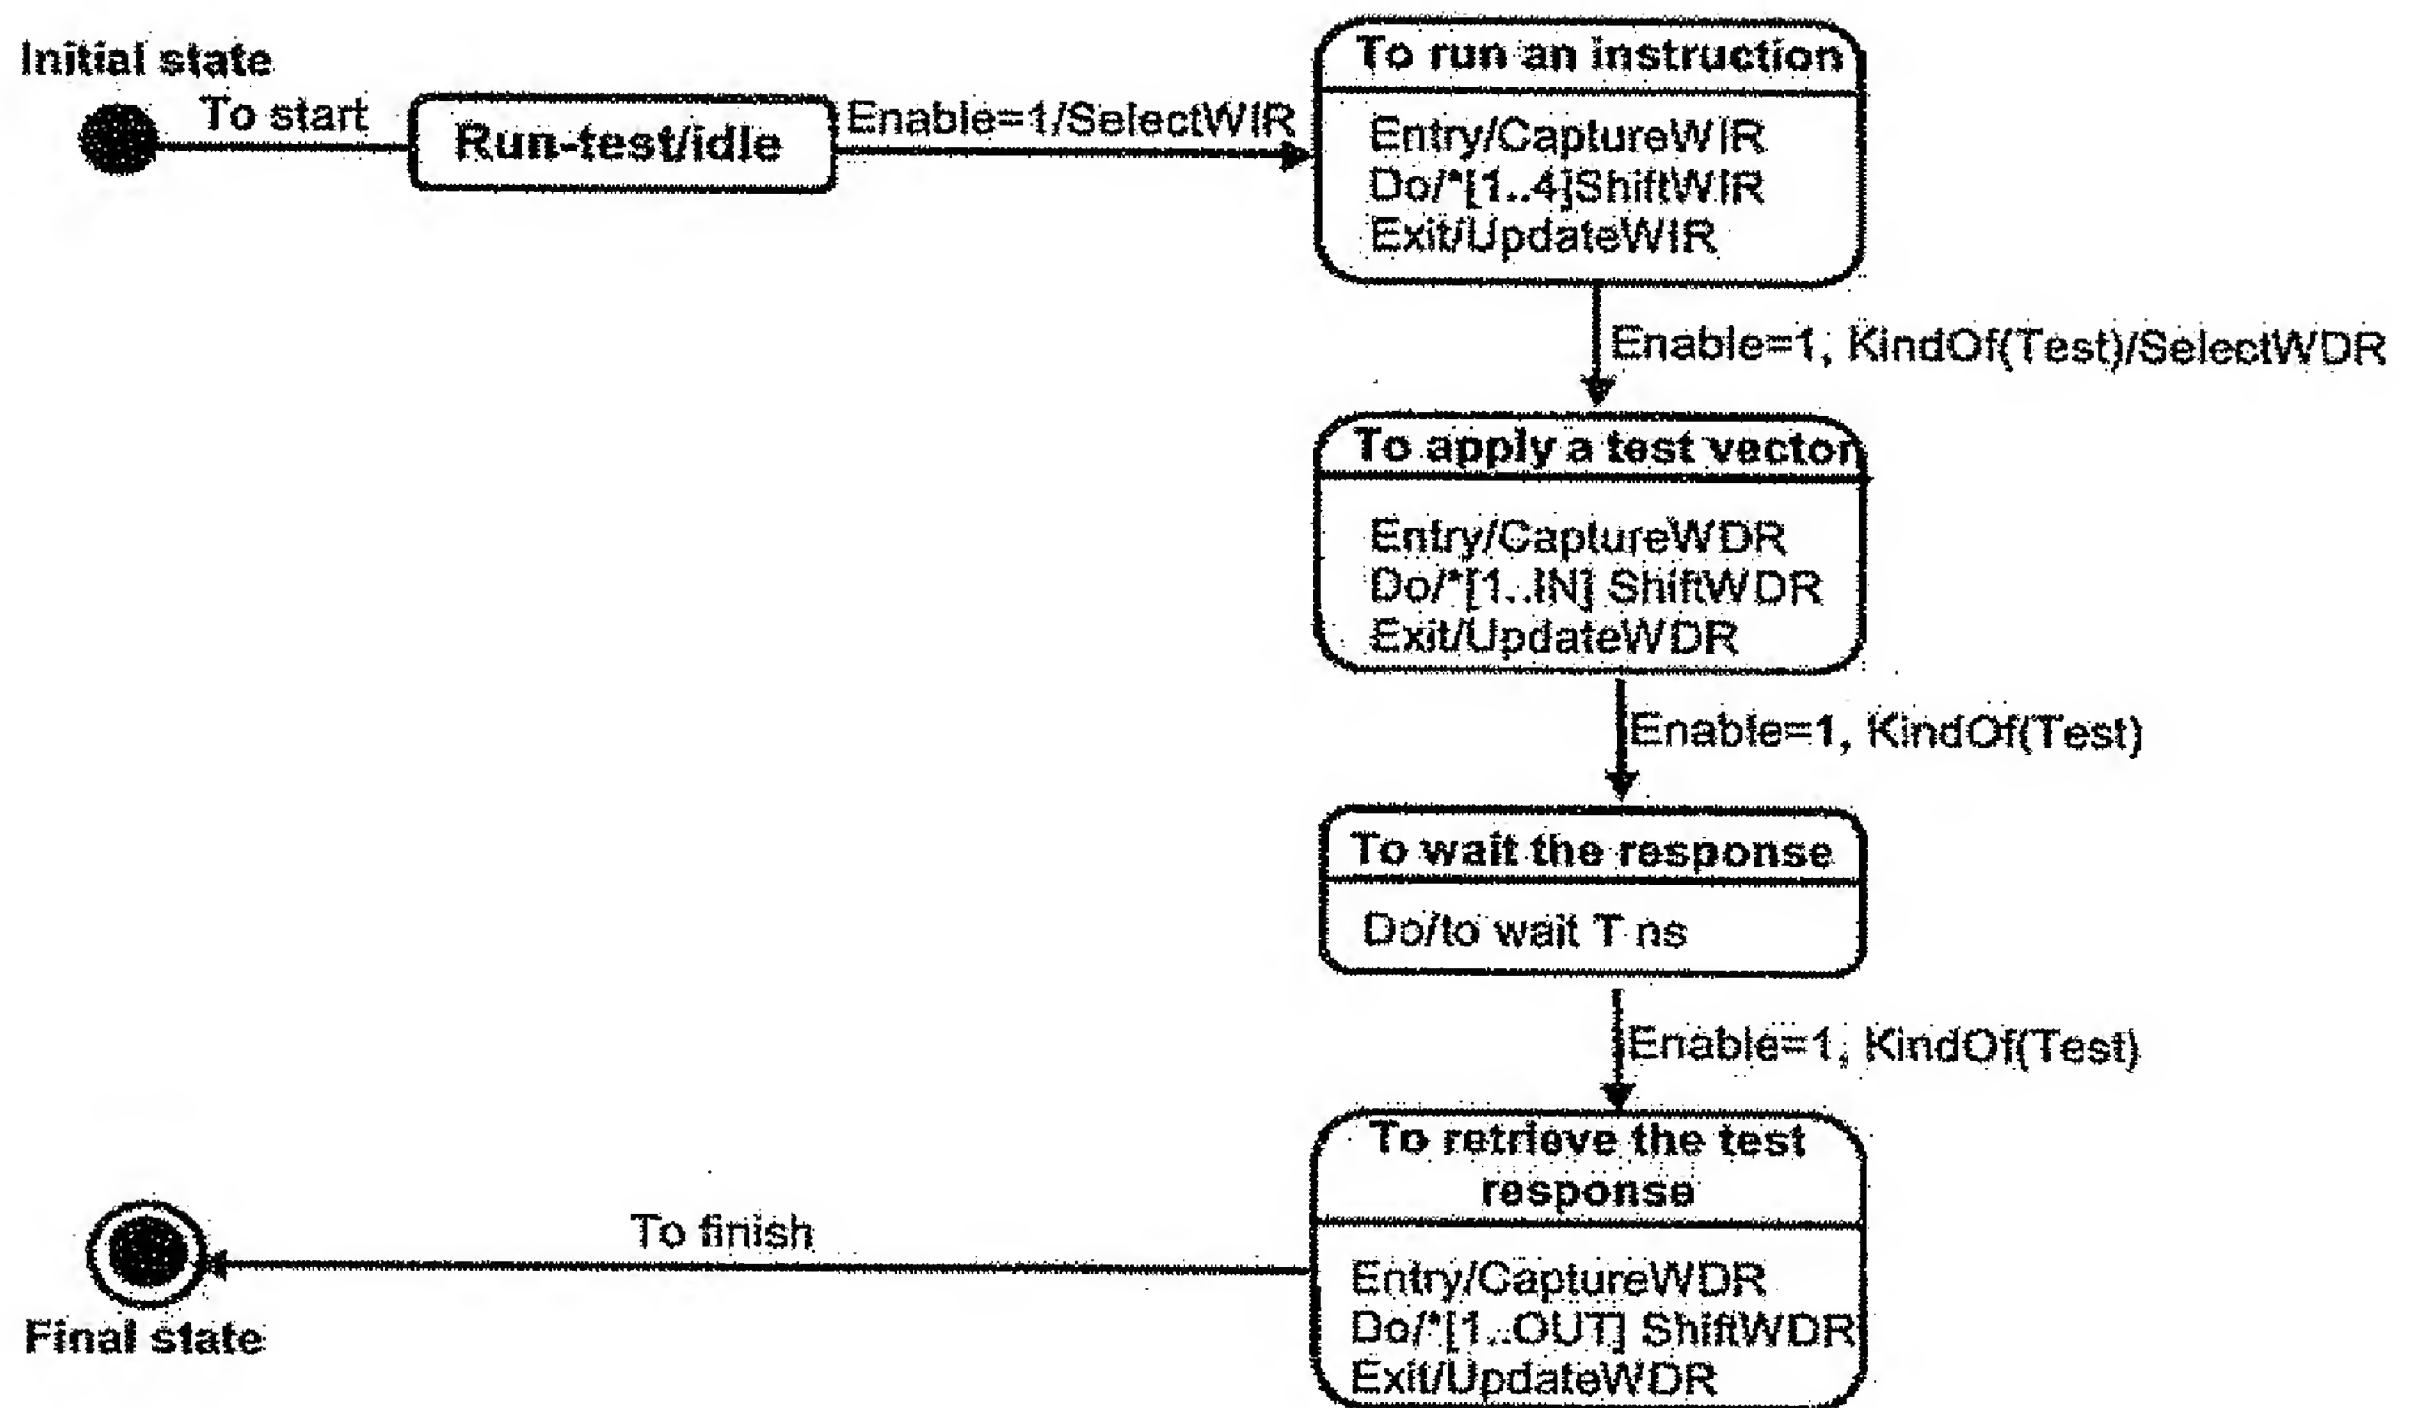 Initial state
To start
Run-test/idle
Enable=1/SelectWIR
To run an instruction
Entry/CaptureWIR
Do/*[1..4]ShiftWIR
Exit/UpdateWIR
Enable=1, KindOf(Test)/SelectWDR
To apply a test vector
Entry/CaptureWDR
Do/*[1..IN] ShiftWDR
Exit/UpdateWDR
Enable=1, KindOf(Test)
To wait the response
Do/to wait T ns
Enable=1, KindOf(Test)
To retrieve the test
response
Entry/CaptureWDR
Do/*[1..OUT] ShiftWDR
Exit/UpdateWDR
To finish
Final state